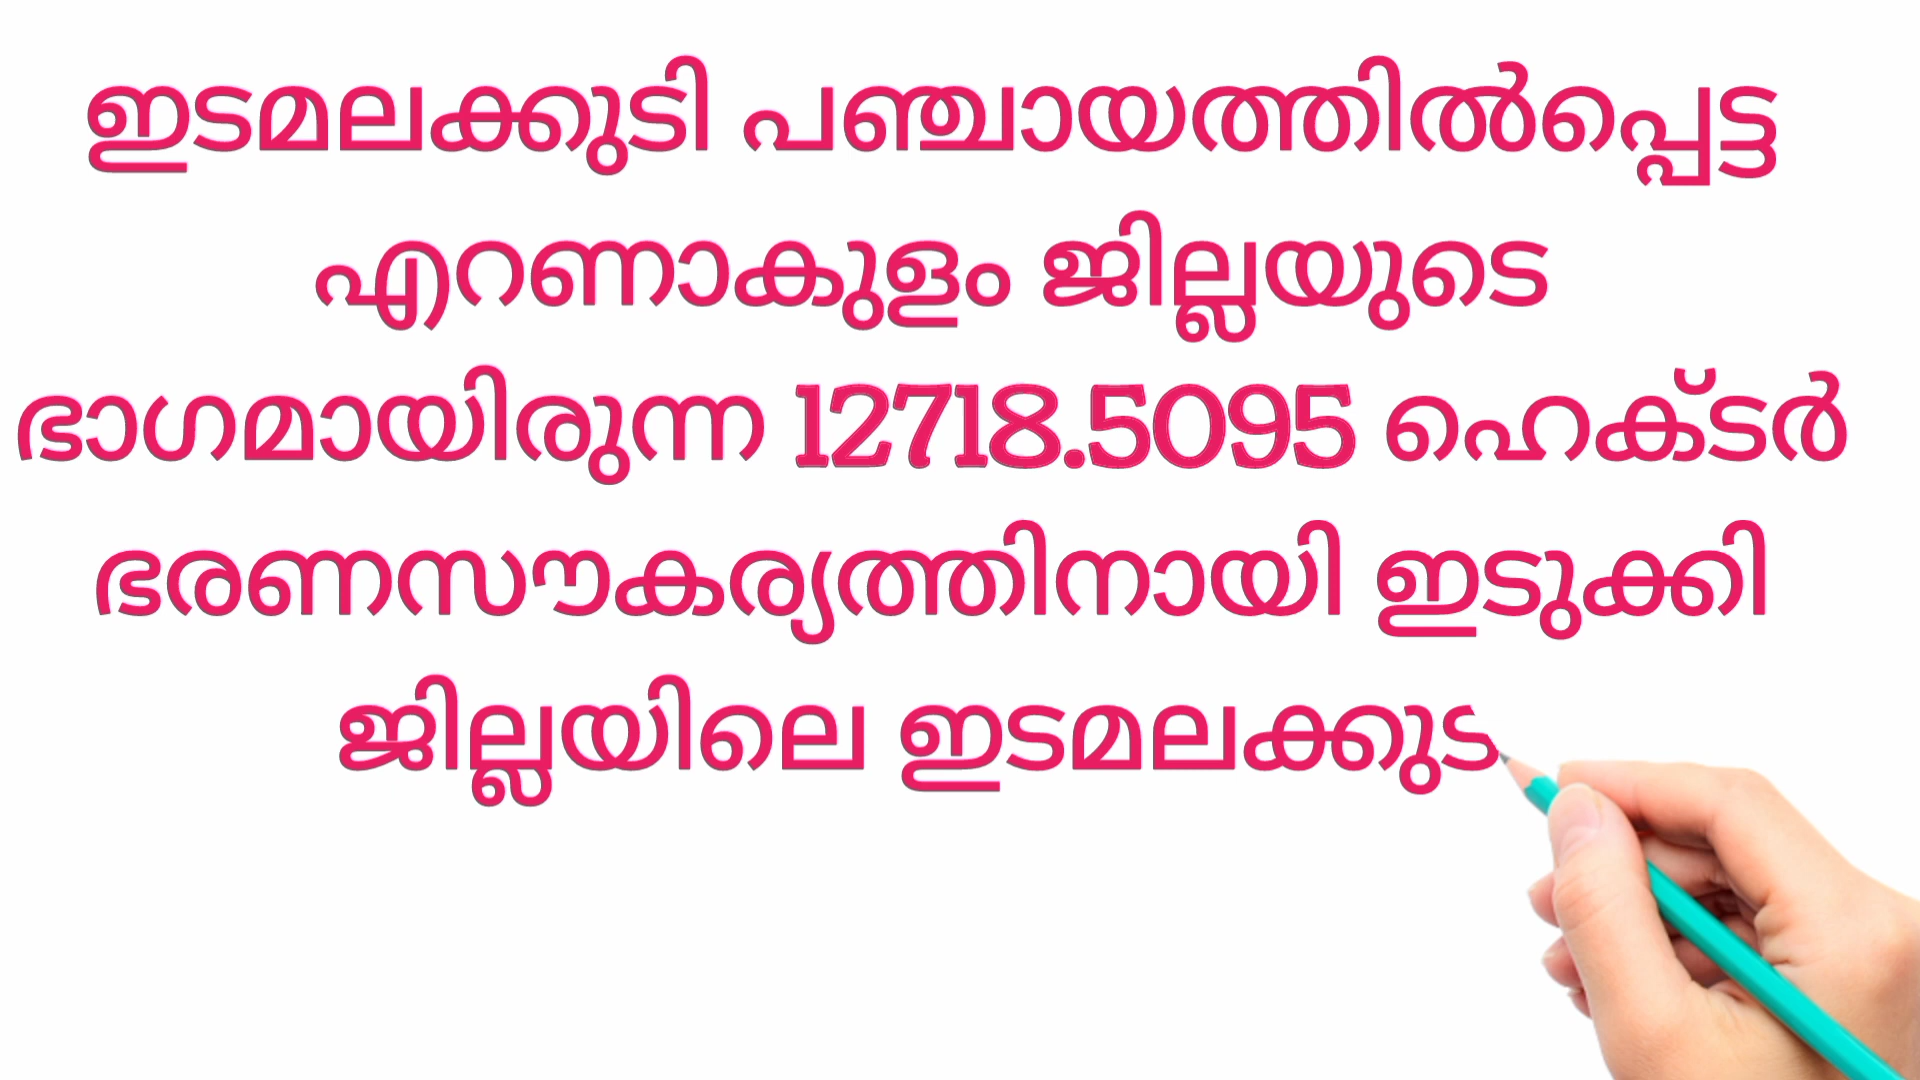 ഇടമലക്കുടി പഞ്ചായത്തിൽപ്പെട്ട
എറണാകുളം ജില്ലയുടെ
ഭാഗമായിരുന്ന 12718.5095 ഹെക്ടർ
ഭരണസൗകര്യത്തിനായി ഇടുക്കി
ജില്ലയിലെ ഇടമലക്കുട